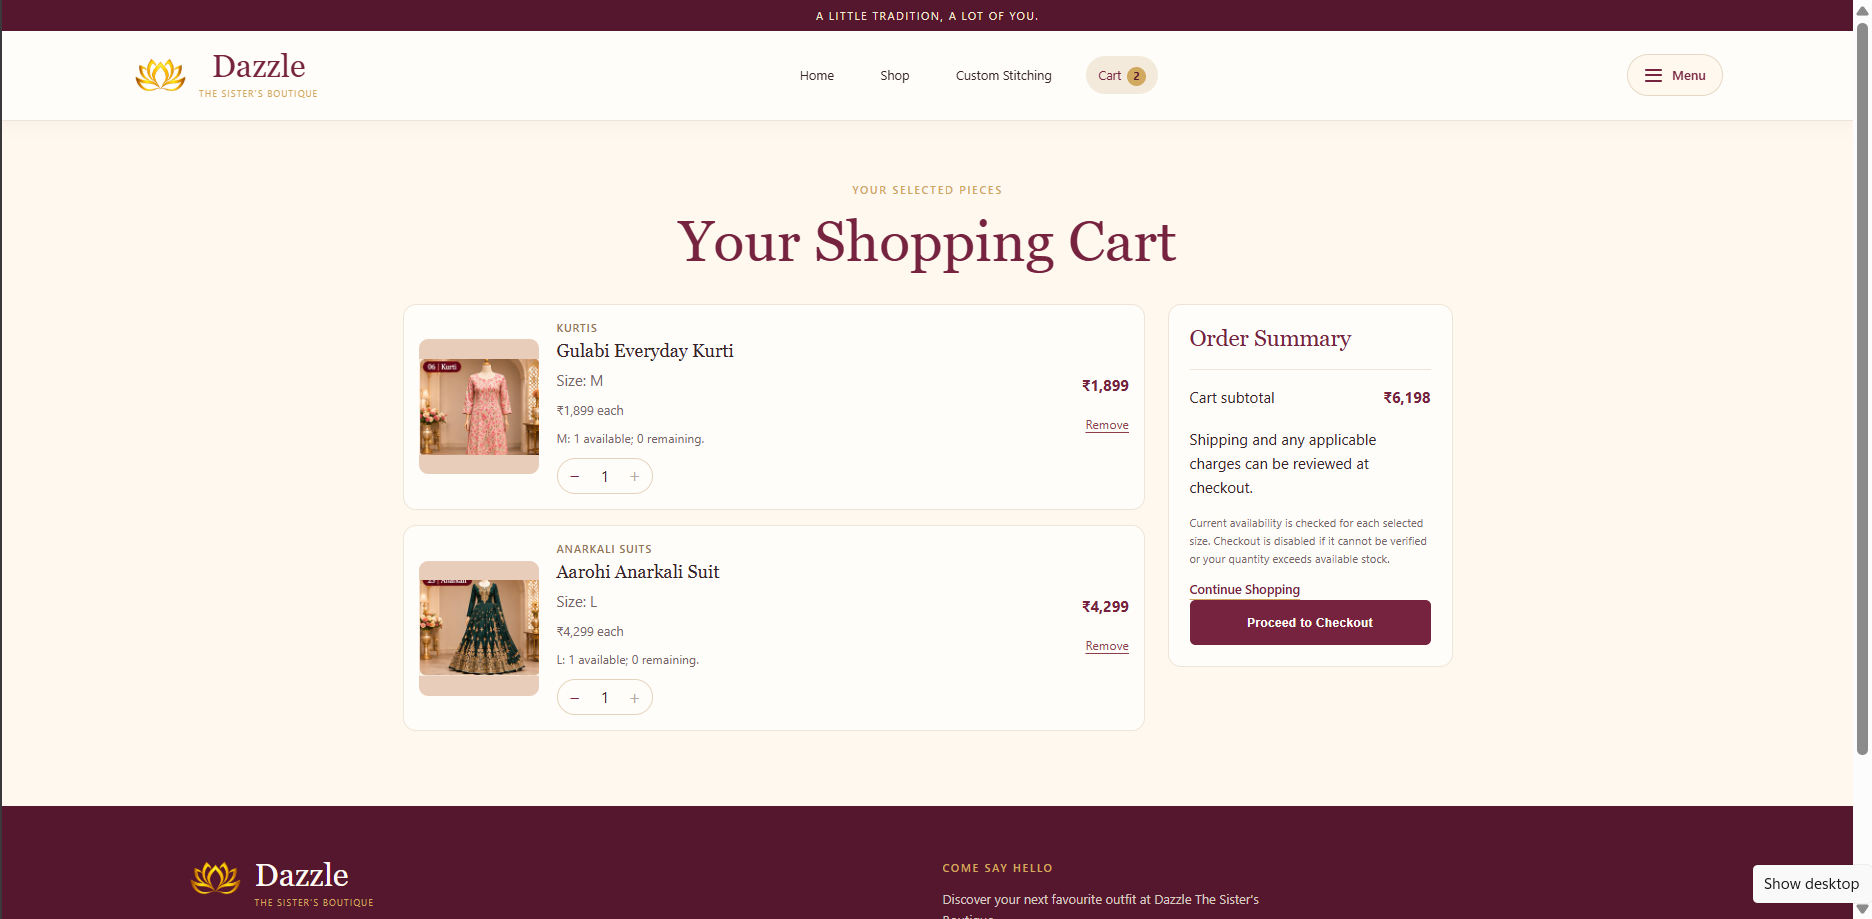 A LITTLE TRADITION, A LOT OF YOU.
Dazzle
THE SISTER'S BOUTIQUE
Home
Shop
Custom Stitching
Cart 2
Menu
YOUR SELECTED PIECES
Your Shopping Cart
06 | Kurti
KURTIS
Gulabi Everyday Kurti
Size: M
₹1,899 each
M: 1 available; 0 remaining.
− 1 +
₹1,899
Remove
ANARKALI SUITS
Aarohi Anarkali Suit
Size: L
₹4,299 each
L: 1 available; 0 remaining.
− 1 +
₹4,299
Remove
Order Summary
Cart subtotal ₹6,198
Shipping and any applicable
charges can be reviewed at
checkout.
Current availability is checked for each selected
size. Checkout is disabled if it cannot be verified
or your quantity exceeds available stock.
Continue Shopping
Proceed to Checkout
Dazzle
THE SISTER'S BOUTIQUE
COME SAY HELLO
Discover your next favourite outfit at Dazzle The Sister's
Show desktop